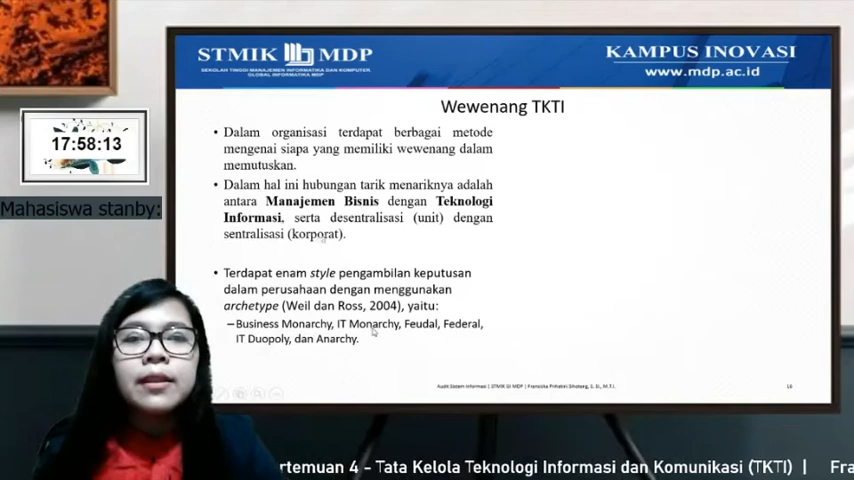 STMIK MDP
SEKOLAH TINGGI MANAJEMEN INFORMATIKA DAN KOMPUTER
GLOBAL INFORMATIKA MDP
KAMPUS INOVASI
www.mdp.ac.id
Wewenang TKTI
• Dalam organisasi terdapat berbagai metode
mengenai siapa yang memiliki wewenang dalam
memutuskan.
• Dalam hal ini hubungan tarik menariknya adalah
antara Manajemen Bisnis dengan Teknologi
Informasi, serta desentralisasi (unit) dengan
sentralisasi (korporat).
• Terdapat enam style pengambilan keputusan
dalam perusahaan dengan menggunakan
archetype (Weil dan Ross, 2004), yaitu:
–Business Monarchy, IT Monarchy, Feudal, Federal,
IT Duopoly, dan Anarchy.
Audit Sistem Informasi | STMIK GI MDP | Fransiska Prihatini Sihotang, S. SI., M.T.I.
16
17:58:13
Mahasiswa stanby:
rtemuan 4 - Tata Kelola Teknologi Informasi dan Komunikasi (TKTI) | Fra